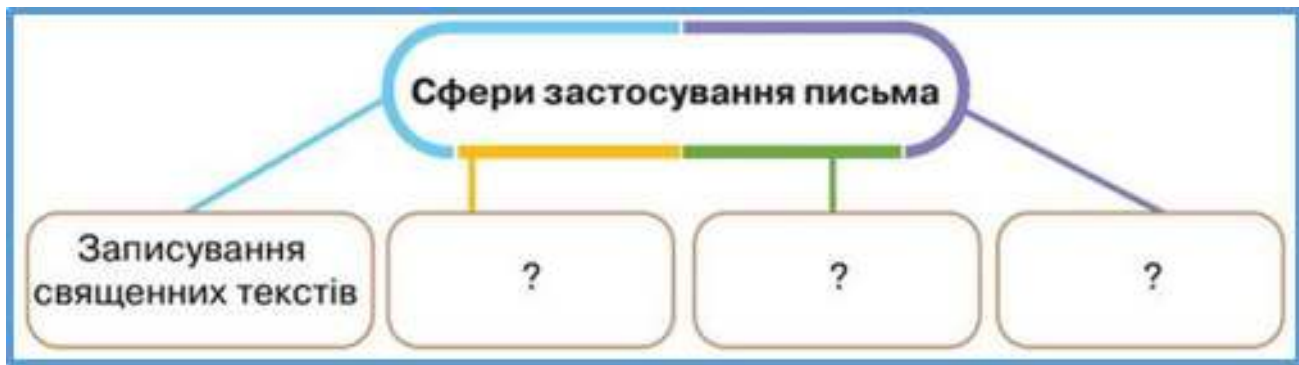 Сфери застосування письма
Записування
священних текстів
?
?
?